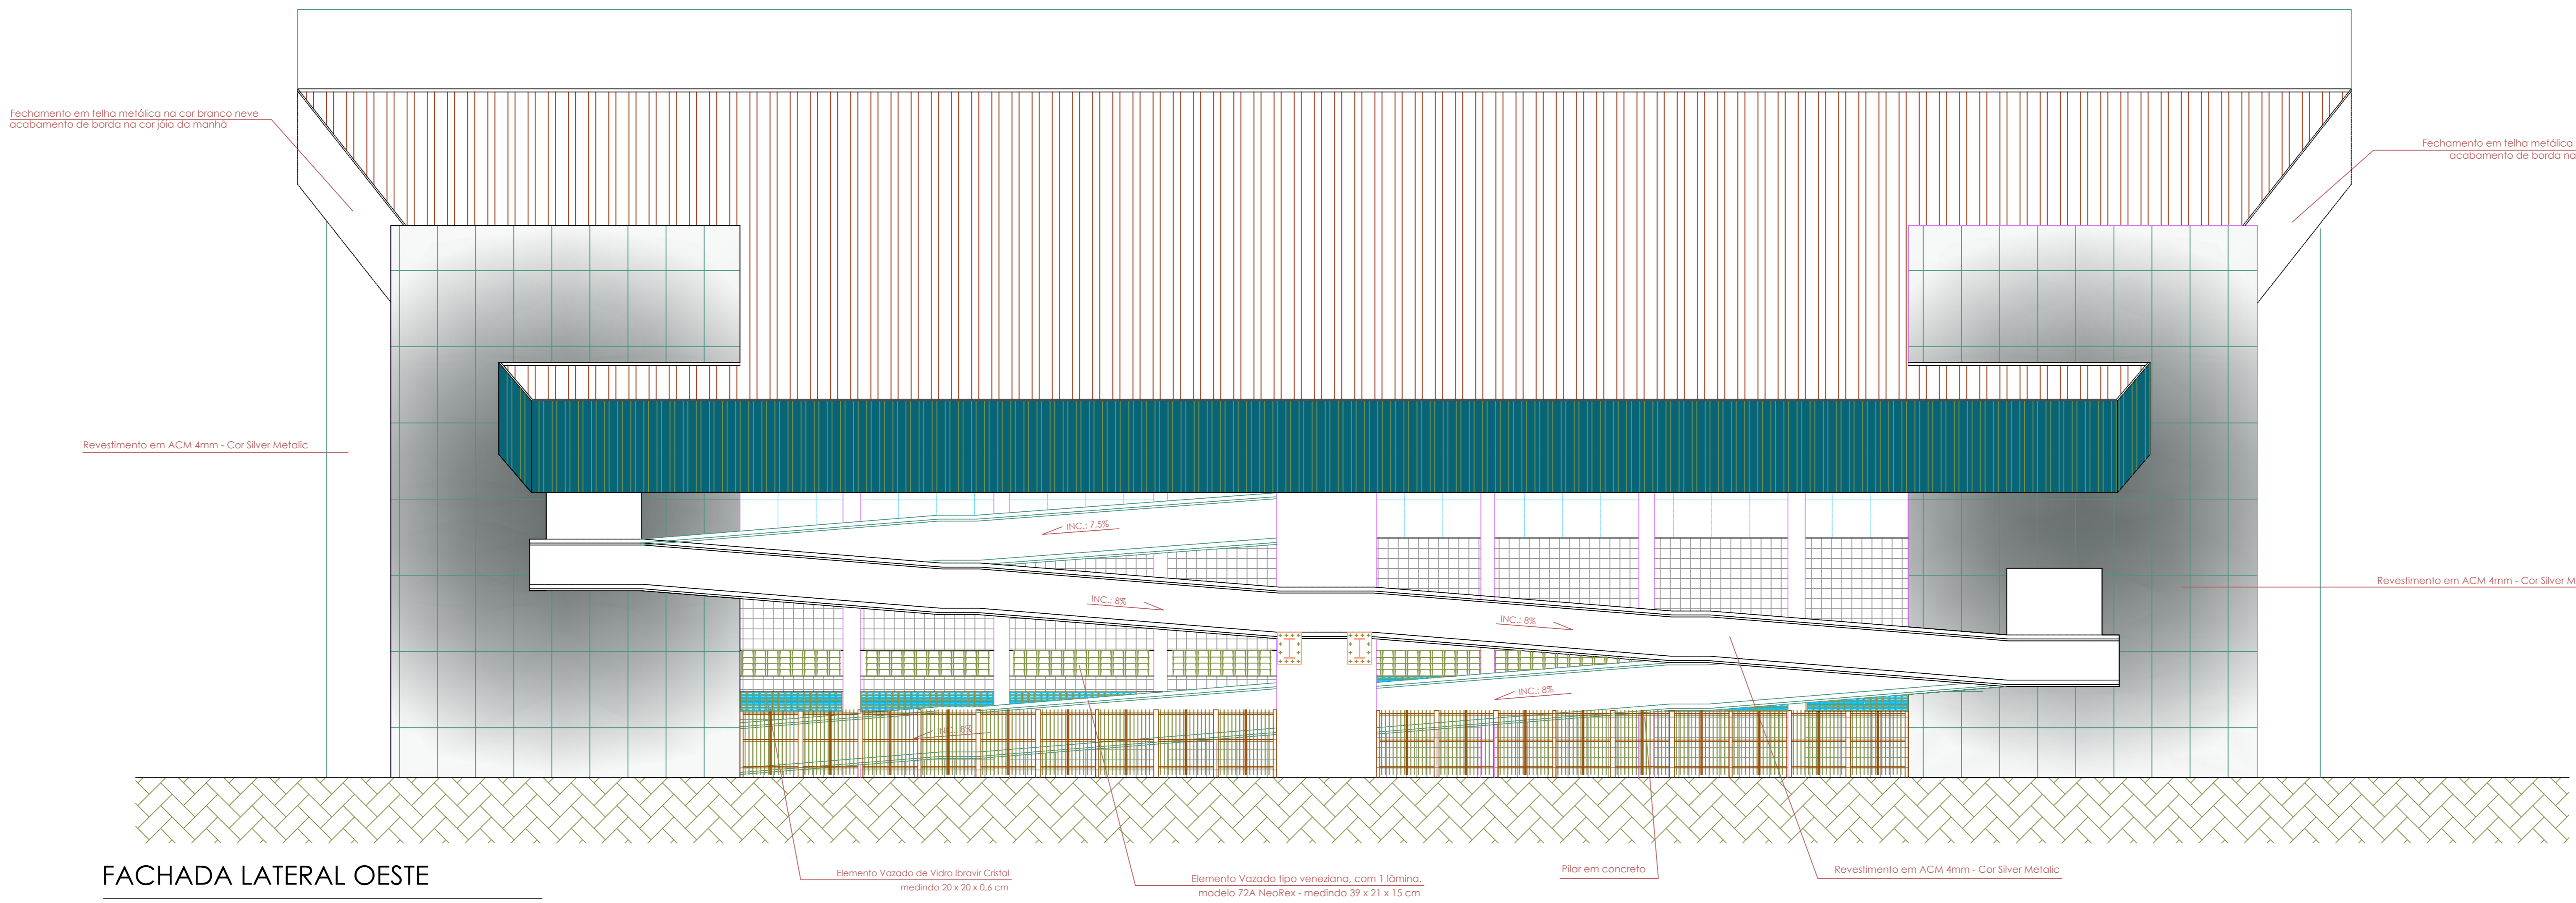 Fechamento em telha metálica na cor branco neve
acabamento de borda na cor jóia da manhã
Fechamento em telha metálica
acabamento de borda na
Revestimento em ACM 4mm - Cor Silver Metalic
INC.: 7,5%
INC.: 8%
INC.: 8%
Revestimento em ACM 4mm - Cor Silver M
INC.: 8%
INC.: 8%
FACHADA LATERAL OESTE
Elemento Vazado de Vidro Ibravir Cristal
medindo 20 x 20 x 0,6 cm
Elemento Vazado tipo veneziana, com 1 lâmina.
modelo 72A NeoRex - medindo 39 x 21 x 15 cm
Pilar em concreto
Revestimento em ACM 4mm - Cor Silver Metalic